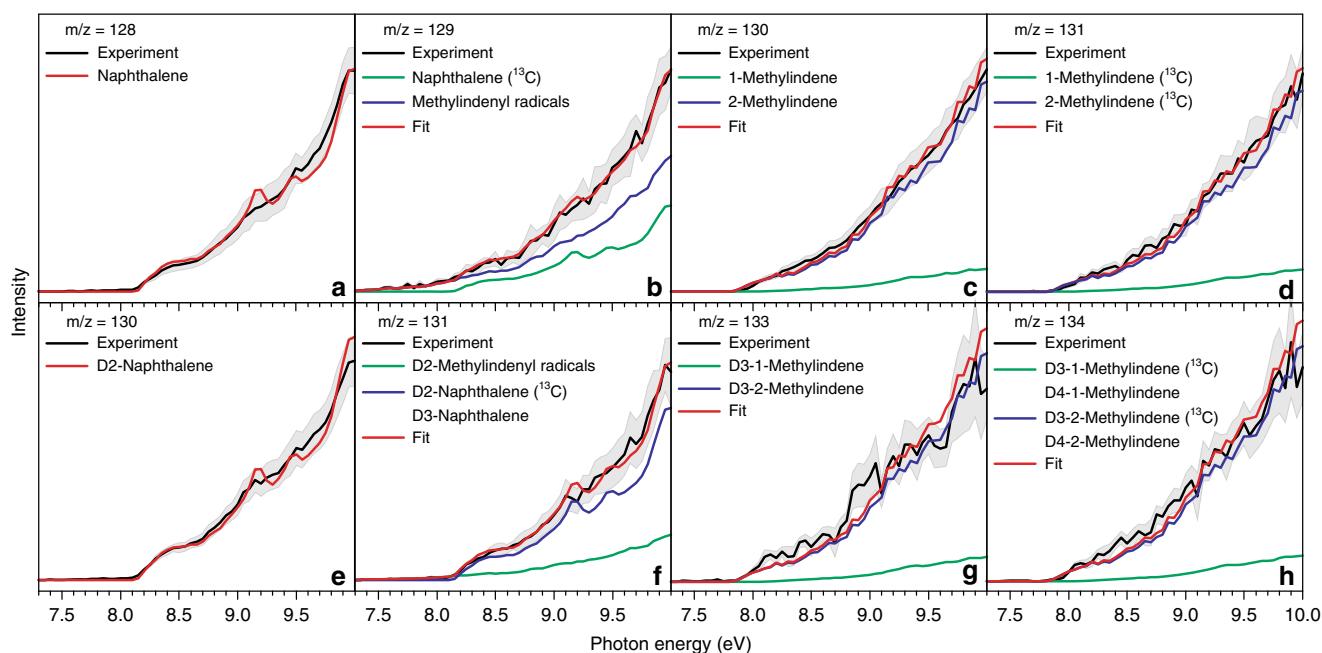 m/z = 128
Experiment
Naphthalene
a
m/z = 129
Experiment
Naphthalene (¹³C)
Methylindenyl radicals
Fit
b
m/z = 130
Experiment
1-Methylindene
2-Methylindene
Fit
c
m/z = 131
Experiment
1-Methylindene (¹³C)
2-Methylindene (¹³C)
Fit
d
Intensity
m/z = 130
Experiment
D2-Naphthalene
e
m/z = 131
Experiment
D2-Methylindenyl radicals
D2-Naphthalene (¹³C)
D3-Naphthalene
Fit
f
m/z = 133
Experiment
D3-1-Methylindene
D3-2-Methylindene
Fit
g
m/z = 134
Experiment
D3-1-Methylindene (¹³C)
D4-1-Methylindene
D3-2-Methylindene (¹³C)
D4-2-Methylindene
Fit
h
7.5 8.0 8.5 9.0 9.5 7.5 8.0 8.5 9.0 9.5 7.5 8.0 8.5 9.0 9.5 7.5 8.0 8.5 9.0 9.5 10.0
Photon energy (eV)